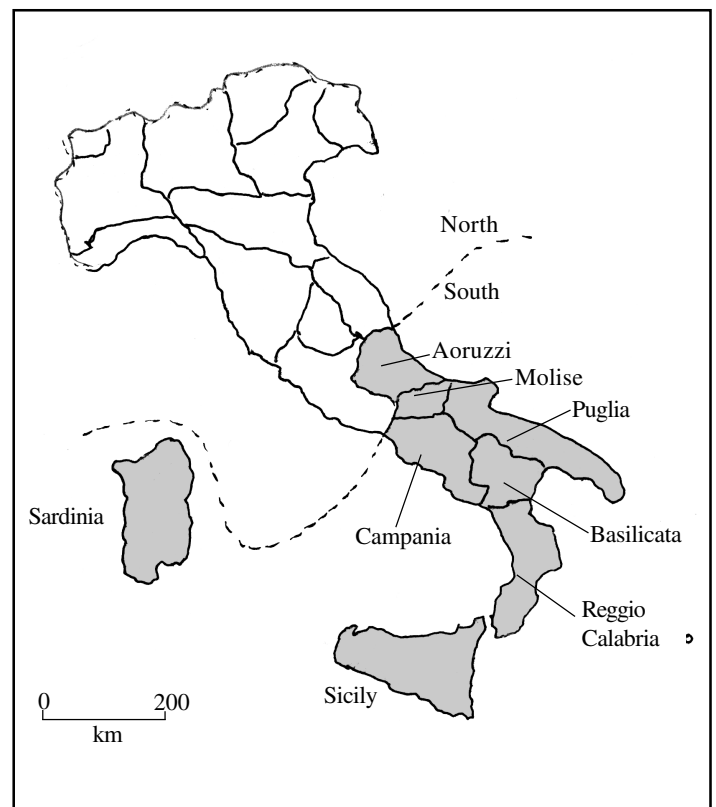 North
South
Aoruzzi
Molise
Puglia
Sardinia
Campania
Basilicata
Reggio
Calabria
Sicily
0 200
km